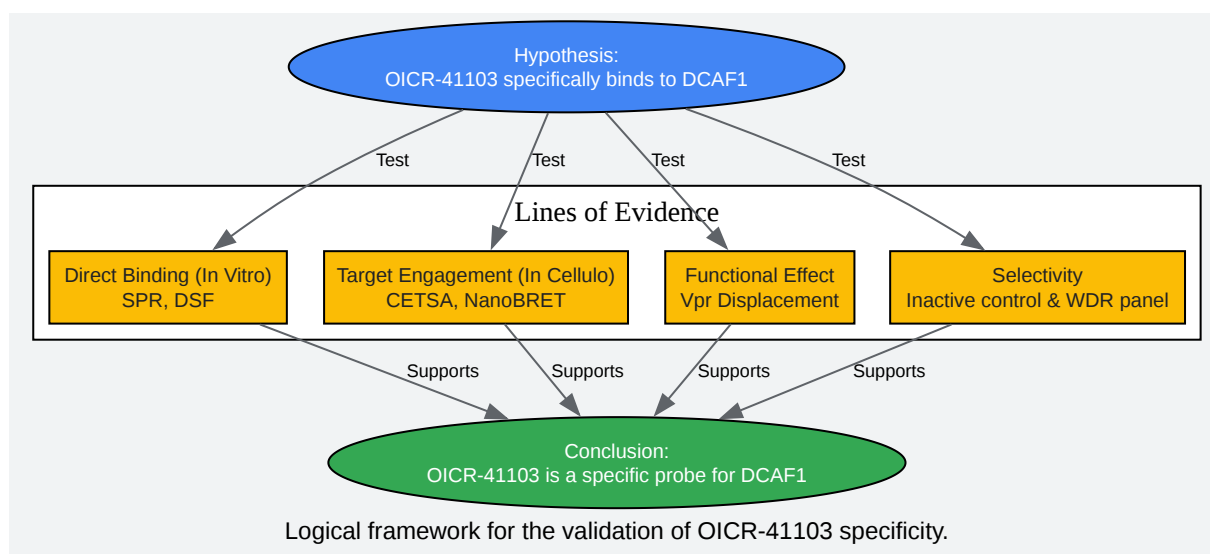 Hypothesis:
OICR-41103 specifically binds to DCAF1
Test
Test
Test
Test
Lines of Evidence
Direct Binding (In Vitro)
SPR, DSF
Target Engagement (In Cellulo)
CETSA, NanoBRET
Functional Effect
Vpr Displacement
Selectivity
Inactive control & WDR panel
Supports
Supports
Supports
Supports
Conclusion:
OICR-41103 is a specific probe for DCAF1
Logical framework for the validation of OICR-41103 specificity.